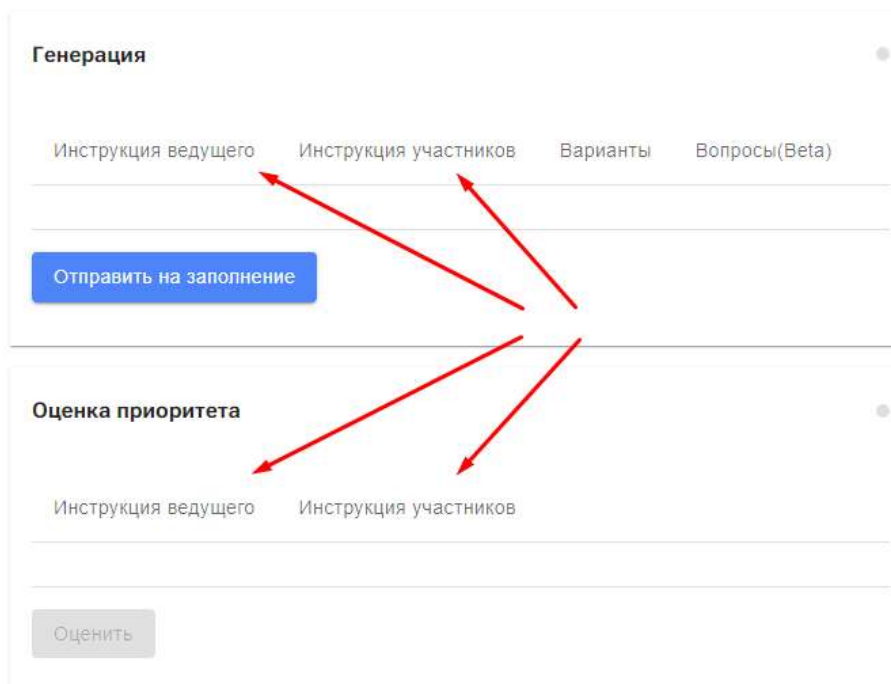 Генерация
Инструкция ведущего Инструкция участников Варианты Вопросы(Beta)
Отправить на заполнение
Оценка приоритета
Инструкция ведущего Инструкция участников
Оценить